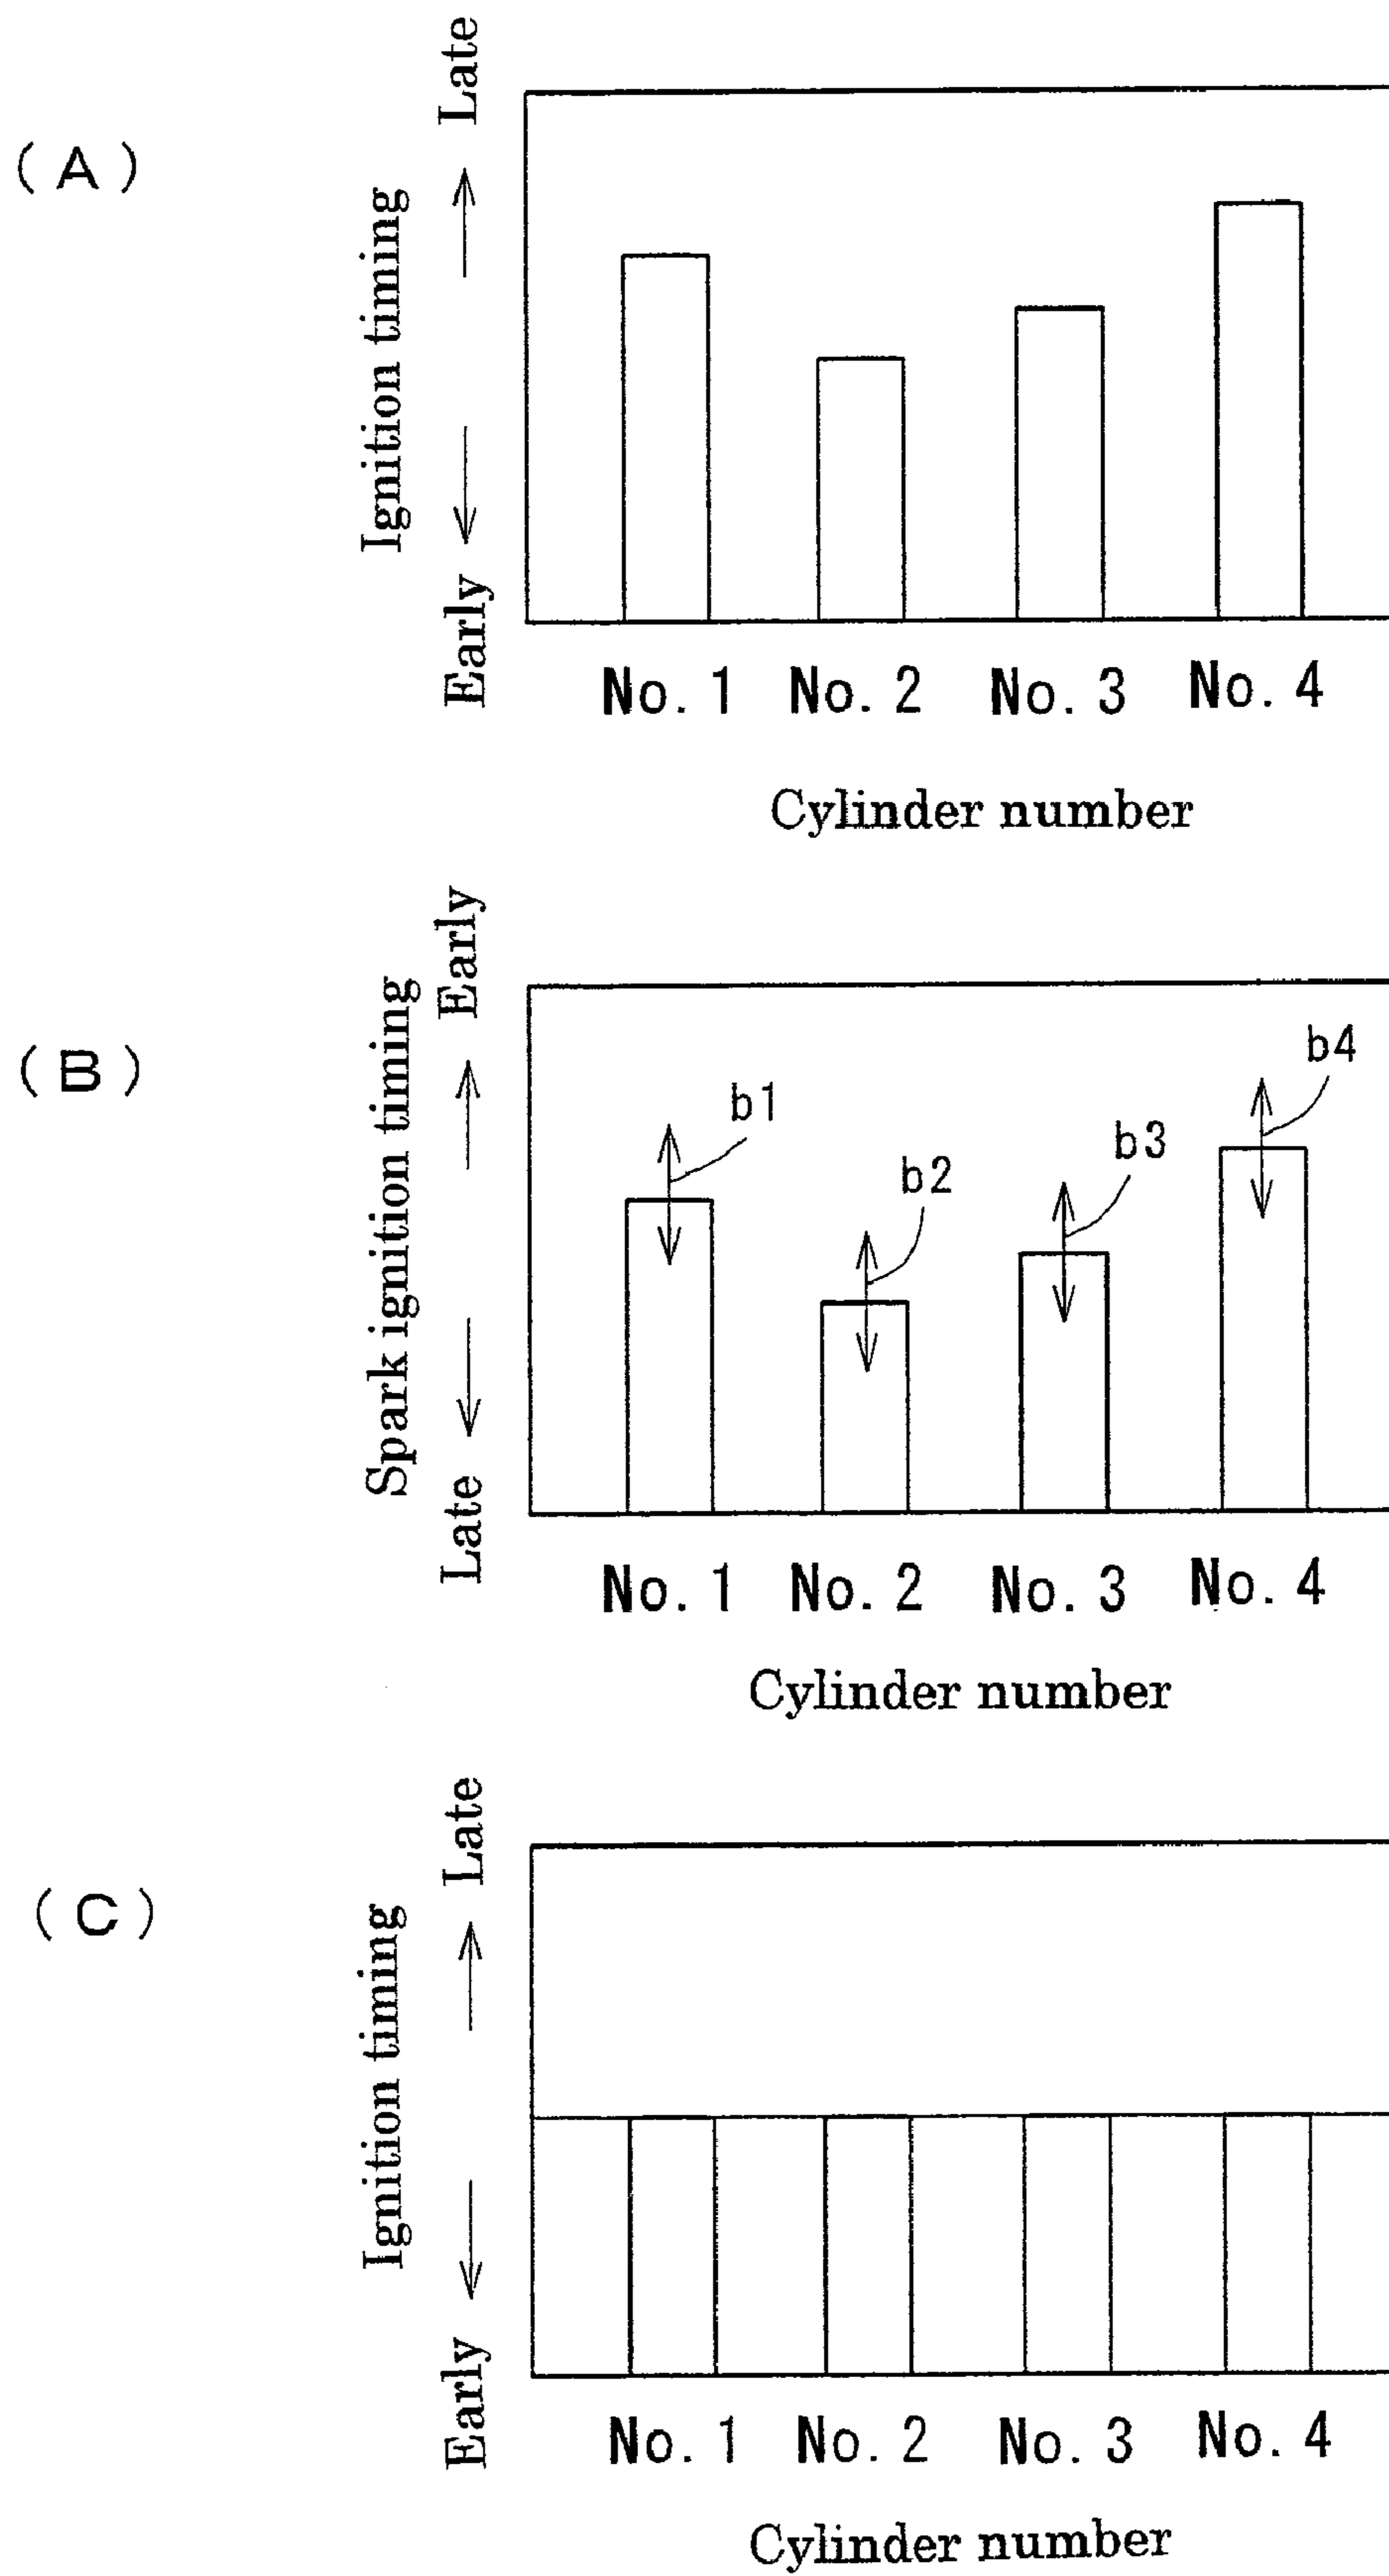 (A)
Late
Ignition timing
Early
No. 1 No. 2 No. 3 No. 4
Cylinder number
(B)
Early
Spark ignition timing
Late
b1
b2
b3
b4
No. 1 No. 2 No. 3 No. 4
Cylinder number
(C)
Late
Ignition timing
Early
No. 1 No. 2 No. 3 No. 4
Cylinder number